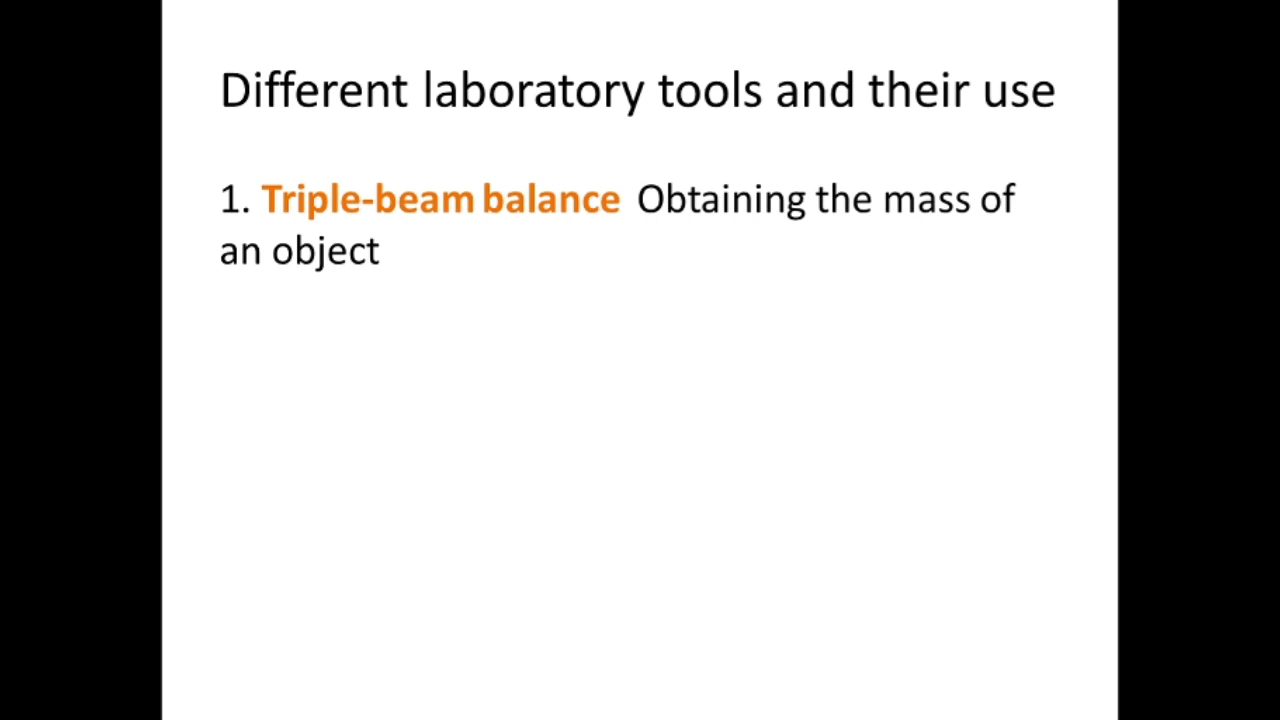 Different laboratory tools and their use
1. Triple-beam balance Obtaining the mass of
an object